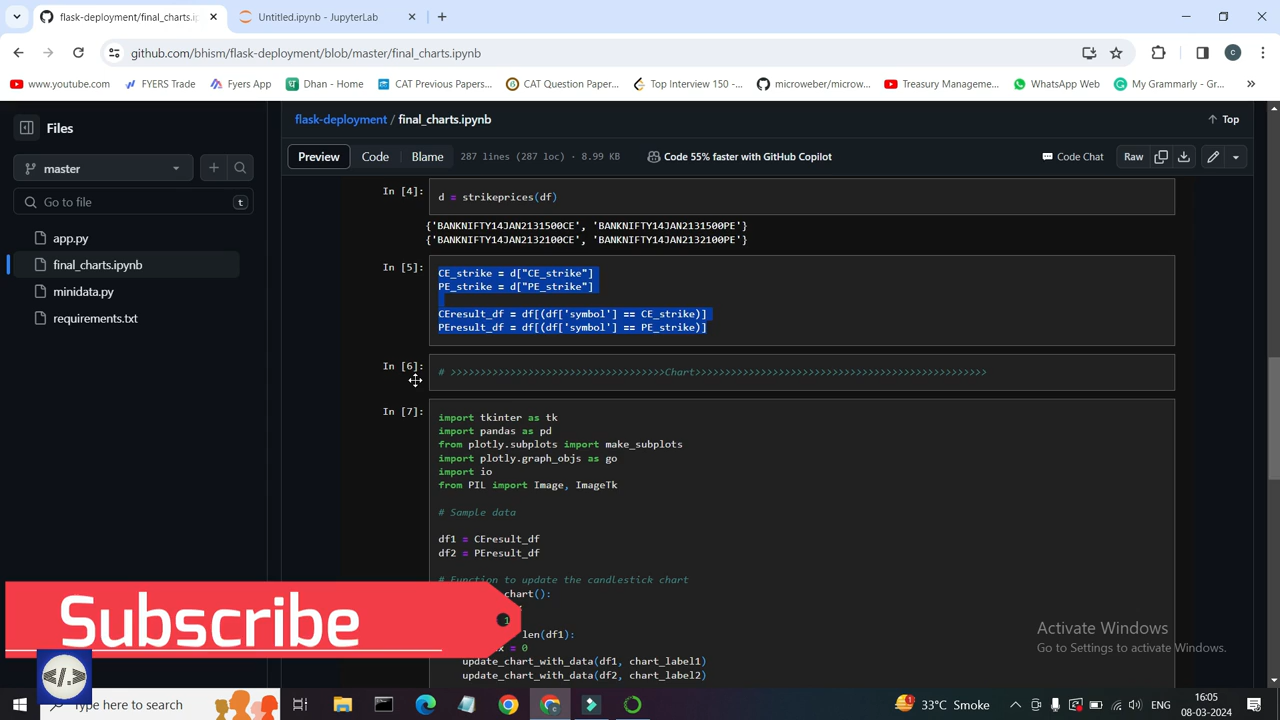 flask-deployment/final_charts.ip
Untitled.ipynb - JupyterLab
github.com/bhism/flask-deployment/blob/master/final_charts.ipynb
C
www.youtube.com
FYERS Trade
Fyers App
Dhan - Home
CAT Previous Papers...
CAT Question Paper...
Top Interview 150 -...
microweber/microw...
Treasury Manageme...
WhatsApp Web
My Grammarly - Gr...
Files
flask-deployment / final_charts.ipynb
Top
master
Preview
Code
Blame
287 lines (287 loc) · 8.99 KB
Code 55% faster with GitHub Copilot
Code Chat
Raw
Go to file
t
app.py
final_charts.ipynb
minidata.py
requirements.txt
In [4]:
d = strikeprices(df)
{'BANKNIFTY14JAN2131500CE', 'BANKNIFTY14JAN2131500PE'}
{'BANKNIFTY14JAN2132100CE', 'BANKNIFTY14JAN2132100PE'}
In [5]:
CE_strike = d["CE_strike"]
PE_strike = d["PE_strike"]
CEresult_df = df[(df['symbol'] == CE_strike)]
PEresult_df = df[(df['symbol'] == PE_strike)]
In [6]:
# >>>>>>>>>>>>>>>>>>>>>>>>>>>>>>>>>>>>Chart>>>>>>>>>>>>>>>>>>>>>>>>>>>>>>>>>>>>>>>>>>>>>>>>>
In [7]:
import tkinter as tk
import pandas as pd
from plotly.subplots import make_subplots
import plotly.graph_objs as go
import io
from PIL import Image, ImageTk
# Sample data
df1 = CEresult_df
df2 = PEresult_df
# Function to update the candlestick chart
chart():
1
len(df1):
= 0
update_chart_with_data(df1, chart_label1)
update_chart_with_data(df2, chart_label2)
Subscribe
</>
Activate Windows
Go to Settings to activate Windows.
Type here to search
33°C Smoke
ENG
16:05
08-03-2024